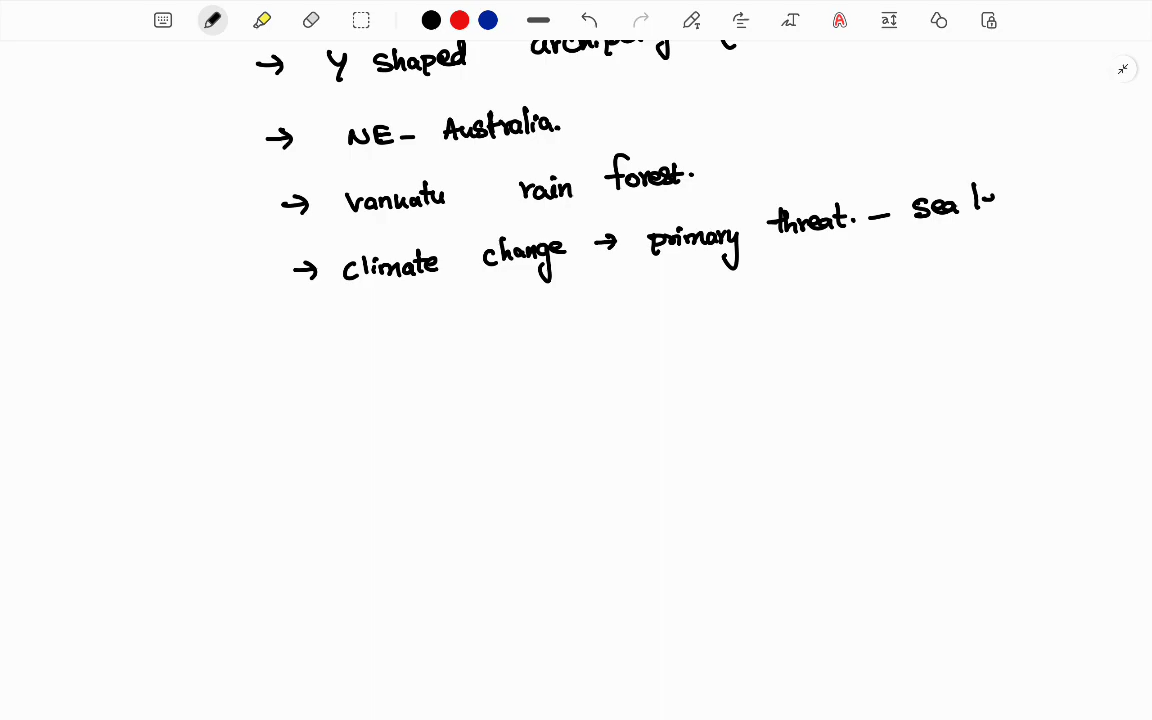 → Y shaped
→ NE - Australia.
→ vanuatu rain forest.
→ climate change → primary threat. - sea